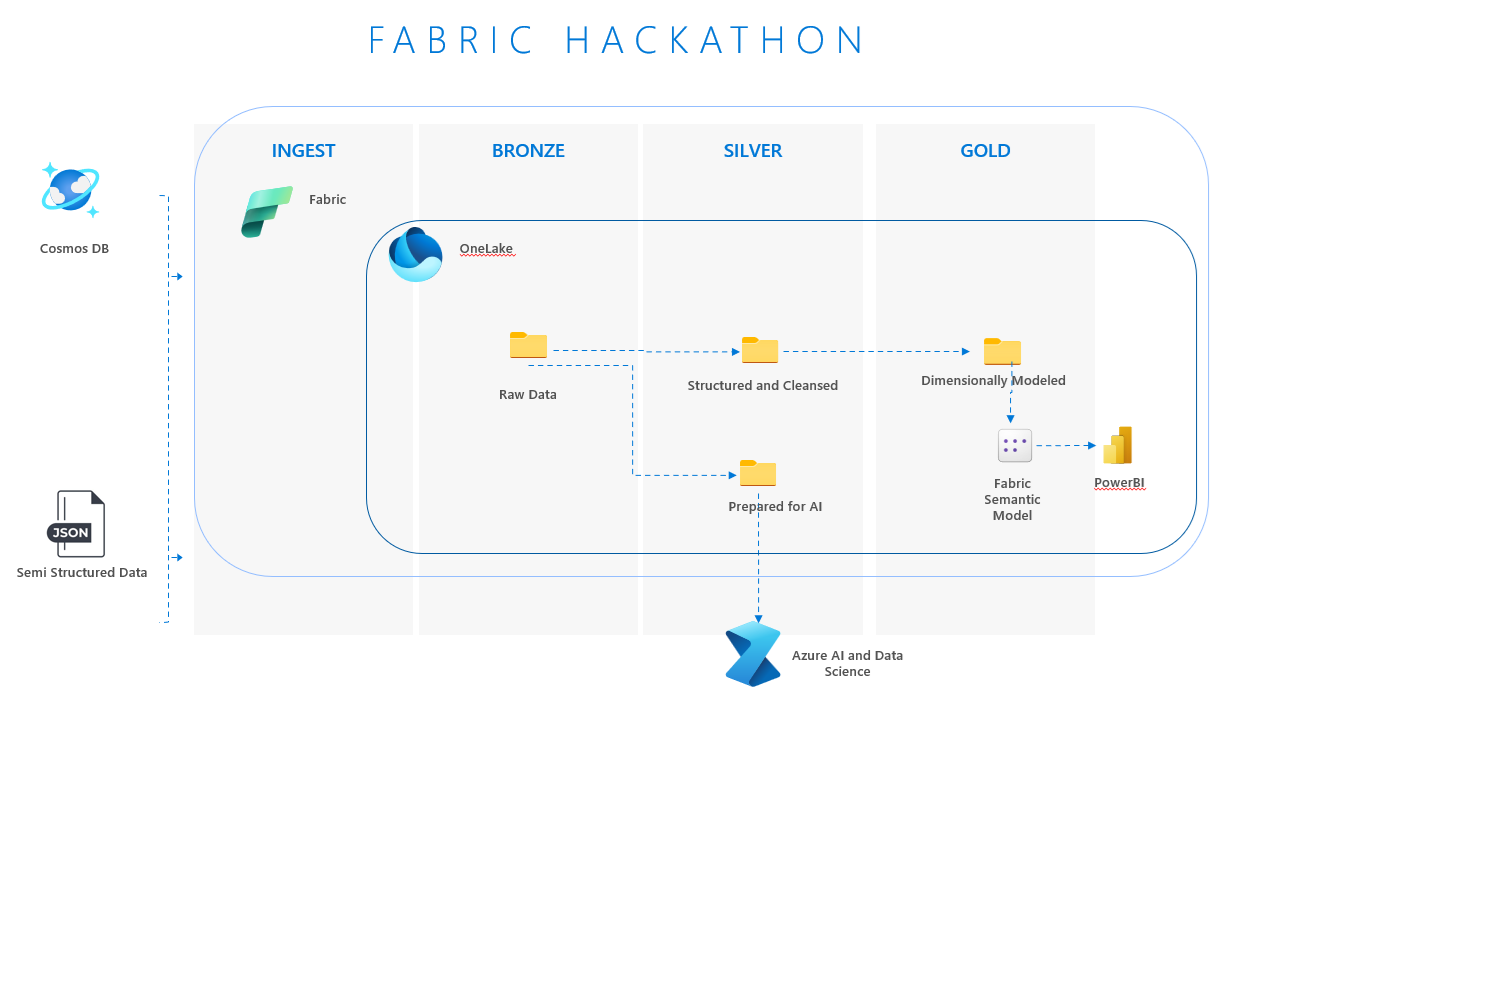 FABRIC HACKATHON
INGEST
BRONZE
SILVER
GOLD
Fabric
Cosmos DB
OneLake
Raw Data
Structured and Cleansed
Dimensionally Modeled
Prepared for AI
Fabric
Semantic
Model
PowerBI
JSON
Semi Structured Data
Azure AI and Data
Science